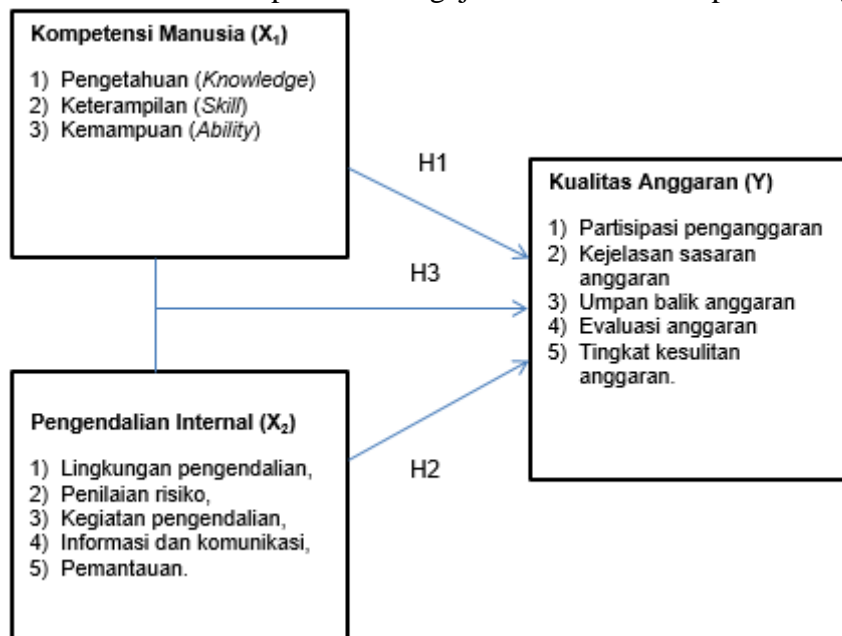 Kompetensi Manusia (X₁)
1) Pengetahuan (Knowledge)
2) Keterampilan (Skill)
3) Kemampuan (Ability)
H1
Kualitas Anggaran (Y)
1) Partisipasi penganggaran
2) Kejelasan sasaran
anggaran
3) Umpan balik anggaran
4) Evaluasi anggaran
5) Tingkat kesulitan
anggaran.
H3
Pengendalian Internal (X₂)
1) Lingkungan pengendalian,
2) Penilaian risiko,
3) Kegiatan pengendalian,
4) Informasi dan komunikasi,
5) Pemantauan.
H2